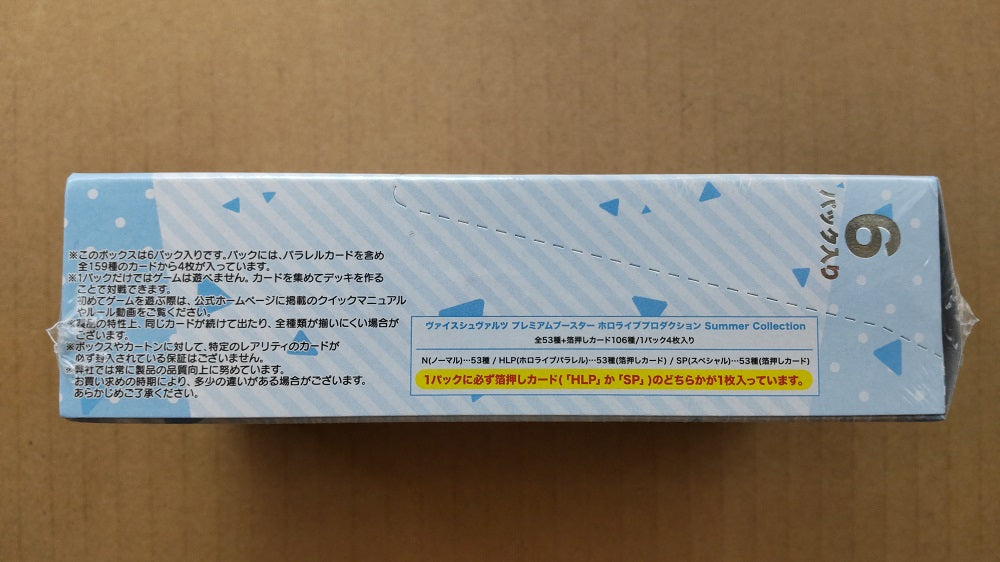 ※このボックスは6パック入りです。パックには、パラレルカードを含め
全159種のカードから4枚が入っています。
※1パックだけではゲームは遊べません。カードを集めてデッキを作る
ことで対戦できます。
初めてゲームを遊ぶ際は、公式ホームページに掲載のクイックマニュアル
やルール動画をご覧ください。
※製品の特性上、同じカードが続けて出たり、全種類が揃いにくい場合が
ございます。
※ボックスやカートンに対して、特定のレアリティのカードが
必ず封入されている保証はございません。
※弊社では常に製品の品質向上に努めています。
お買い求めの時期により、多少の違いがある場合がございます。
あらかじめご了承ください。
6
パック入り
ヴァイスシュヴァルツ プレミアムブースター ホロライブプロダクション Summer Collection
全53種+箔押しカード106種/1パック4枚入り
N(ノーマル)…53種 / HLP(ホロライブパラレル)…53種(箔押しカード) / SP(スペシャル)…53種(箔押しカード)
1パックに必ず箔押しカード(「HLP」か「SP」)のどちらかが1枚入っています。